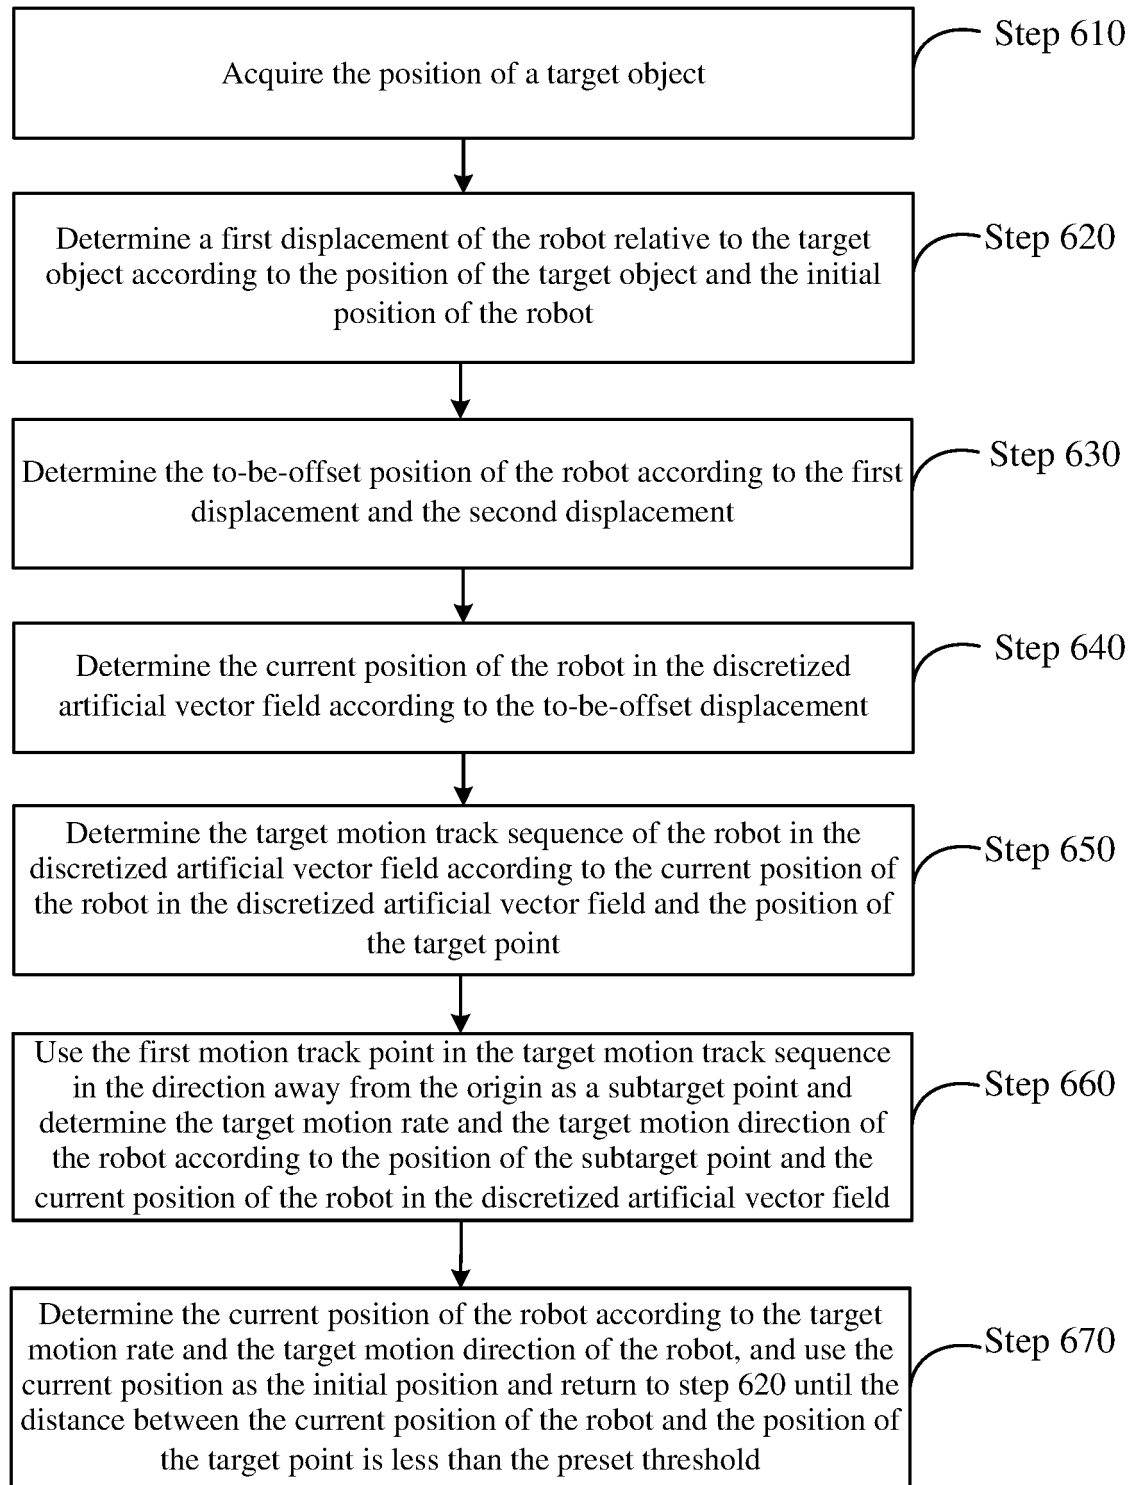 Acquire the position of a target object
Step 610
Determine a first displacement of the robot relative to the target
object according to the position of the target object and the initial
position of the robot
Step 620
Determine the to-be-offset position of the robot according to the first
displacement and the second displacement
Step 630
Determine the current position of the robot in the discretized
artificial vector field according to the to-be-offset displacement
Step 640
Determine the target motion track sequence of the robot in the
discretized artificial vector field according to the current position of
the robot in the discretized artificial vector field and the position of
the target point
Step 650
Use the first motion track point in the target motion track sequence
in the direction away from the origin as a subtarget point and
determine the target motion rate and the target motion direction of
the robot according to the position of the subtarget point and the
current position of the robot in the discretized artificial vector field
Step 660
Determine the current position of the robot according to the target
motion rate and the target motion direction of the robot, and use the
current position as the initial position and return to step 620 until the
distance between the current position of the robot and the position of
the target point is less than the preset threshold
Step 670